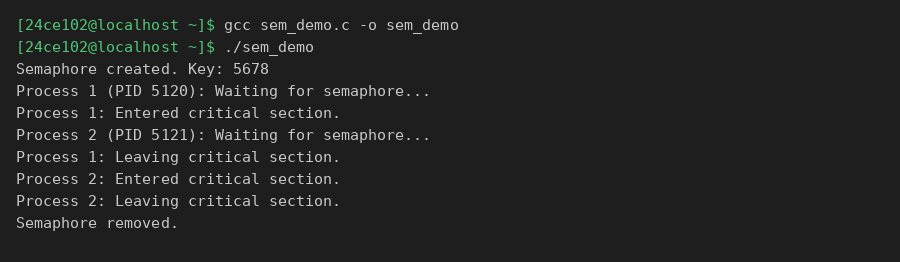 [24ce102@localhost ~]$ gcc sem_demo.c -o sem_demo
[24ce102@localhost ~]$ ./sem_demo
Semaphore created. Key: 5678
Process 1 (PID 5120): Waiting for semaphore...
Process 1: Entered critical section.
Process 2 (PID 5121): Waiting for semaphore...
Process 1: Leaving critical section.
Process 2: Entered critical section.
Process 2: Leaving critical section.
Semaphore removed.